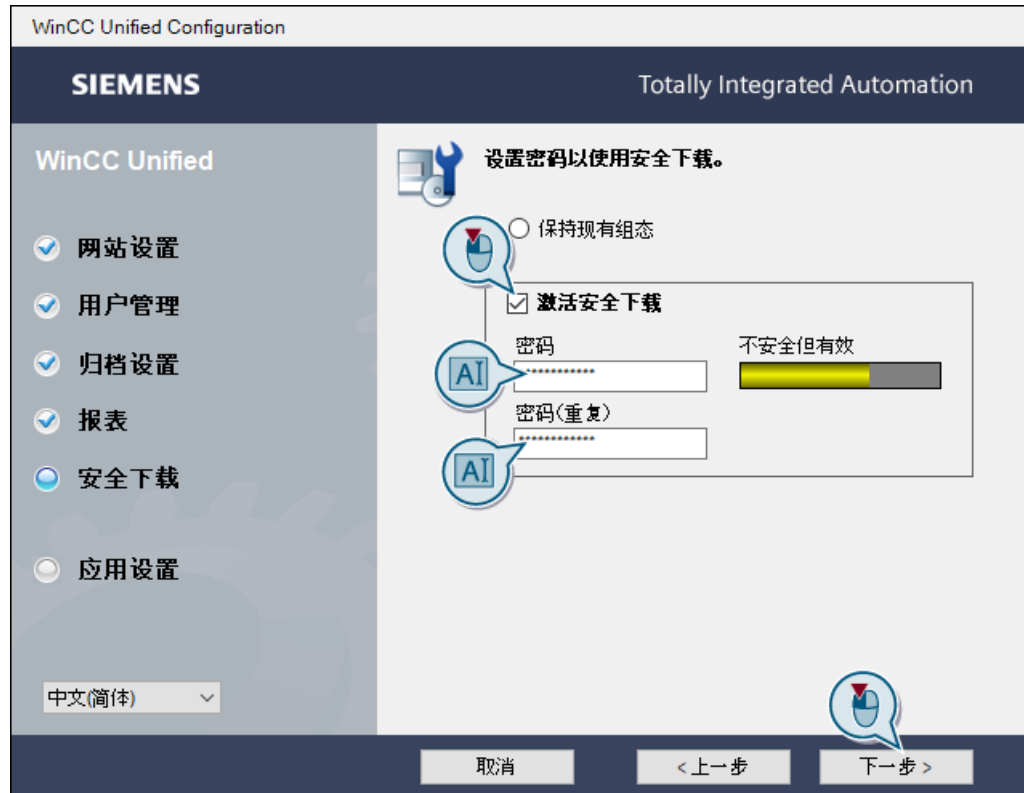 WinCC Unified Configuration
SIEMENS
Totally Integrated Automation
WinCC Unified
网站设置
用户管理
归档设置
报表
安全下载
应用设置
中文(简体)
设置密码以使用安全下载。
保持现有组态
激活安全下载
密码
不安全但有效
***********
AI
密码(重复)
************
AI
取消
<上一步
下一步>